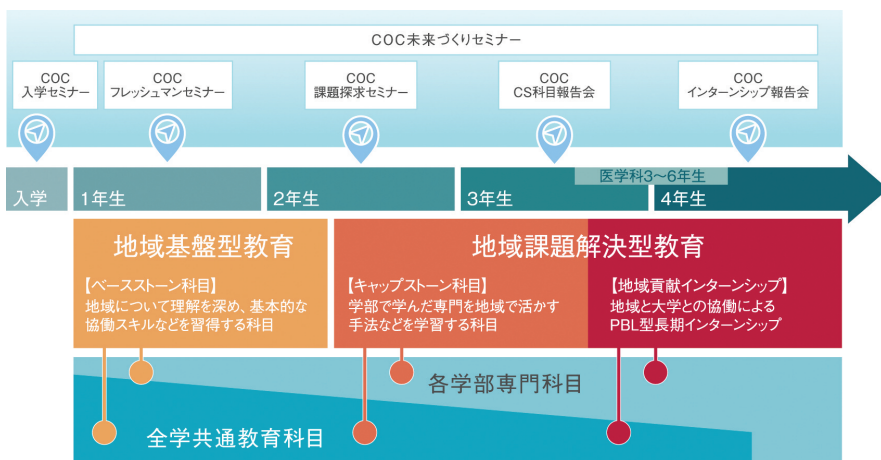 COC未来づくりセミナー
COC
入学セミナー
COC
フレッシュマンセミナー
COC
課題探求セミナー
COC
CS科目報告会
COC
インターンシップ報告会
医学科3～6年生
入学
1年生
2年生
3年生
4年生
地域基盤型教育
【ベースストーン科目】
地域について理解を深め、基本的な
協働スキルなどを習得する科目
地域課題解決型教育
【キャップストーン科目】
学部で学んだ専門を地域で活かす
手法などを学習する科目
【地域貢献インターンシップ】
地域と大学との協働による
PBL型長期インターンシップ
各学部専門科目
全学共通教育科目